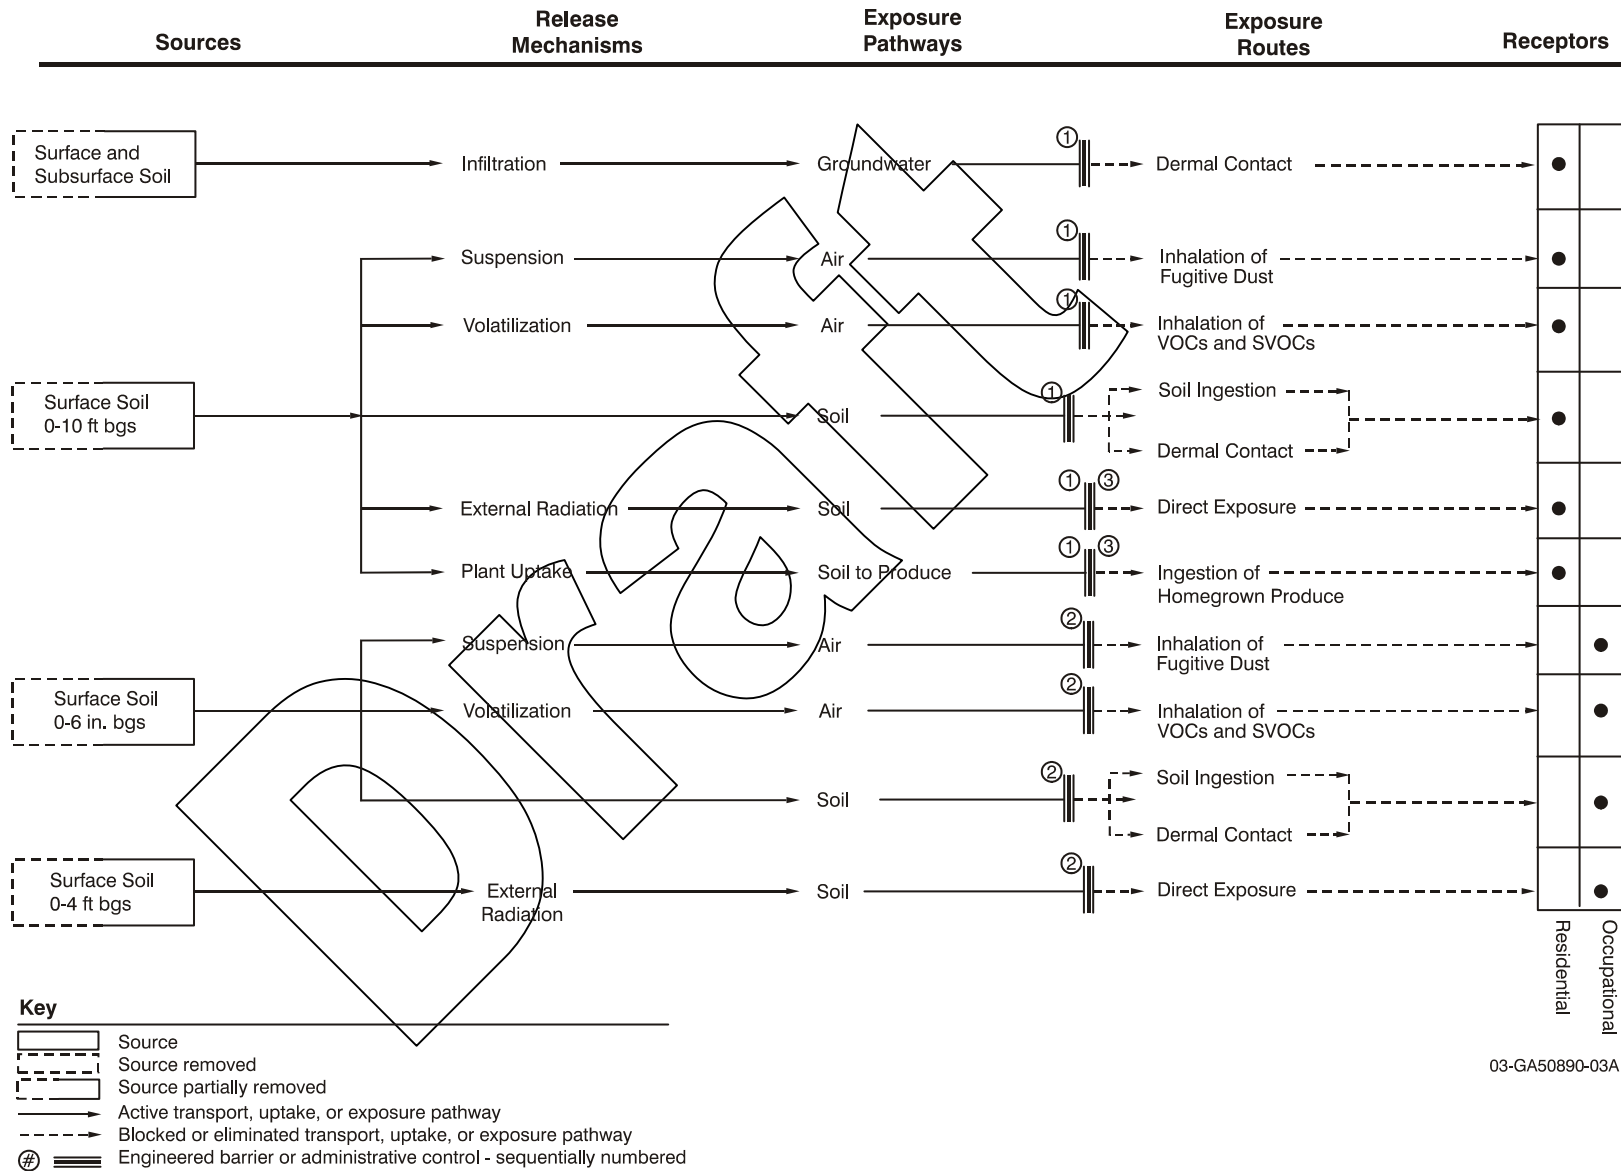 Sources
Release
Mechanisms
Exposure
Pathways
Exposure
Routes
Receptors
Surface and
Subsurface Soil
Infiltration
Groundwater
1
Dermal Contact
Suspension
Air
1
Inhalation of
Fugitive Dust
Volatilization
Air
1
Inhalation of
VOCs and SVOCs
Surface Soil
0-10 ft bgs
Soil
1
Soil Ingestion
Dermal Contact
External Radiation
Soil
1 3
Direct Exposure
Plant Uptake
Soil to Produce
1 3
Ingestion of
Homegrown Produce
Suspension
Air
2
Inhalation of
Fugitive Dust
Surface Soil
0-6 in. bgs
Volatilization
Air
2
Inhalation of
VOCs and SVOCs
Soil
2
Soil Ingestion
Dermal Contact
Surface Soil
0-4 ft bgs
External
Radiation
Soil
2
Direct Exposure
Residential
Occupational
Draft
Key
Source
Source removed
Source partially removed
Active transport, uptake, or exposure pathway
Blocked or eliminated transport, uptake, or exposure pathway
# Engineered barrier or administrative control - sequentially numbered
03-GA50890-03A